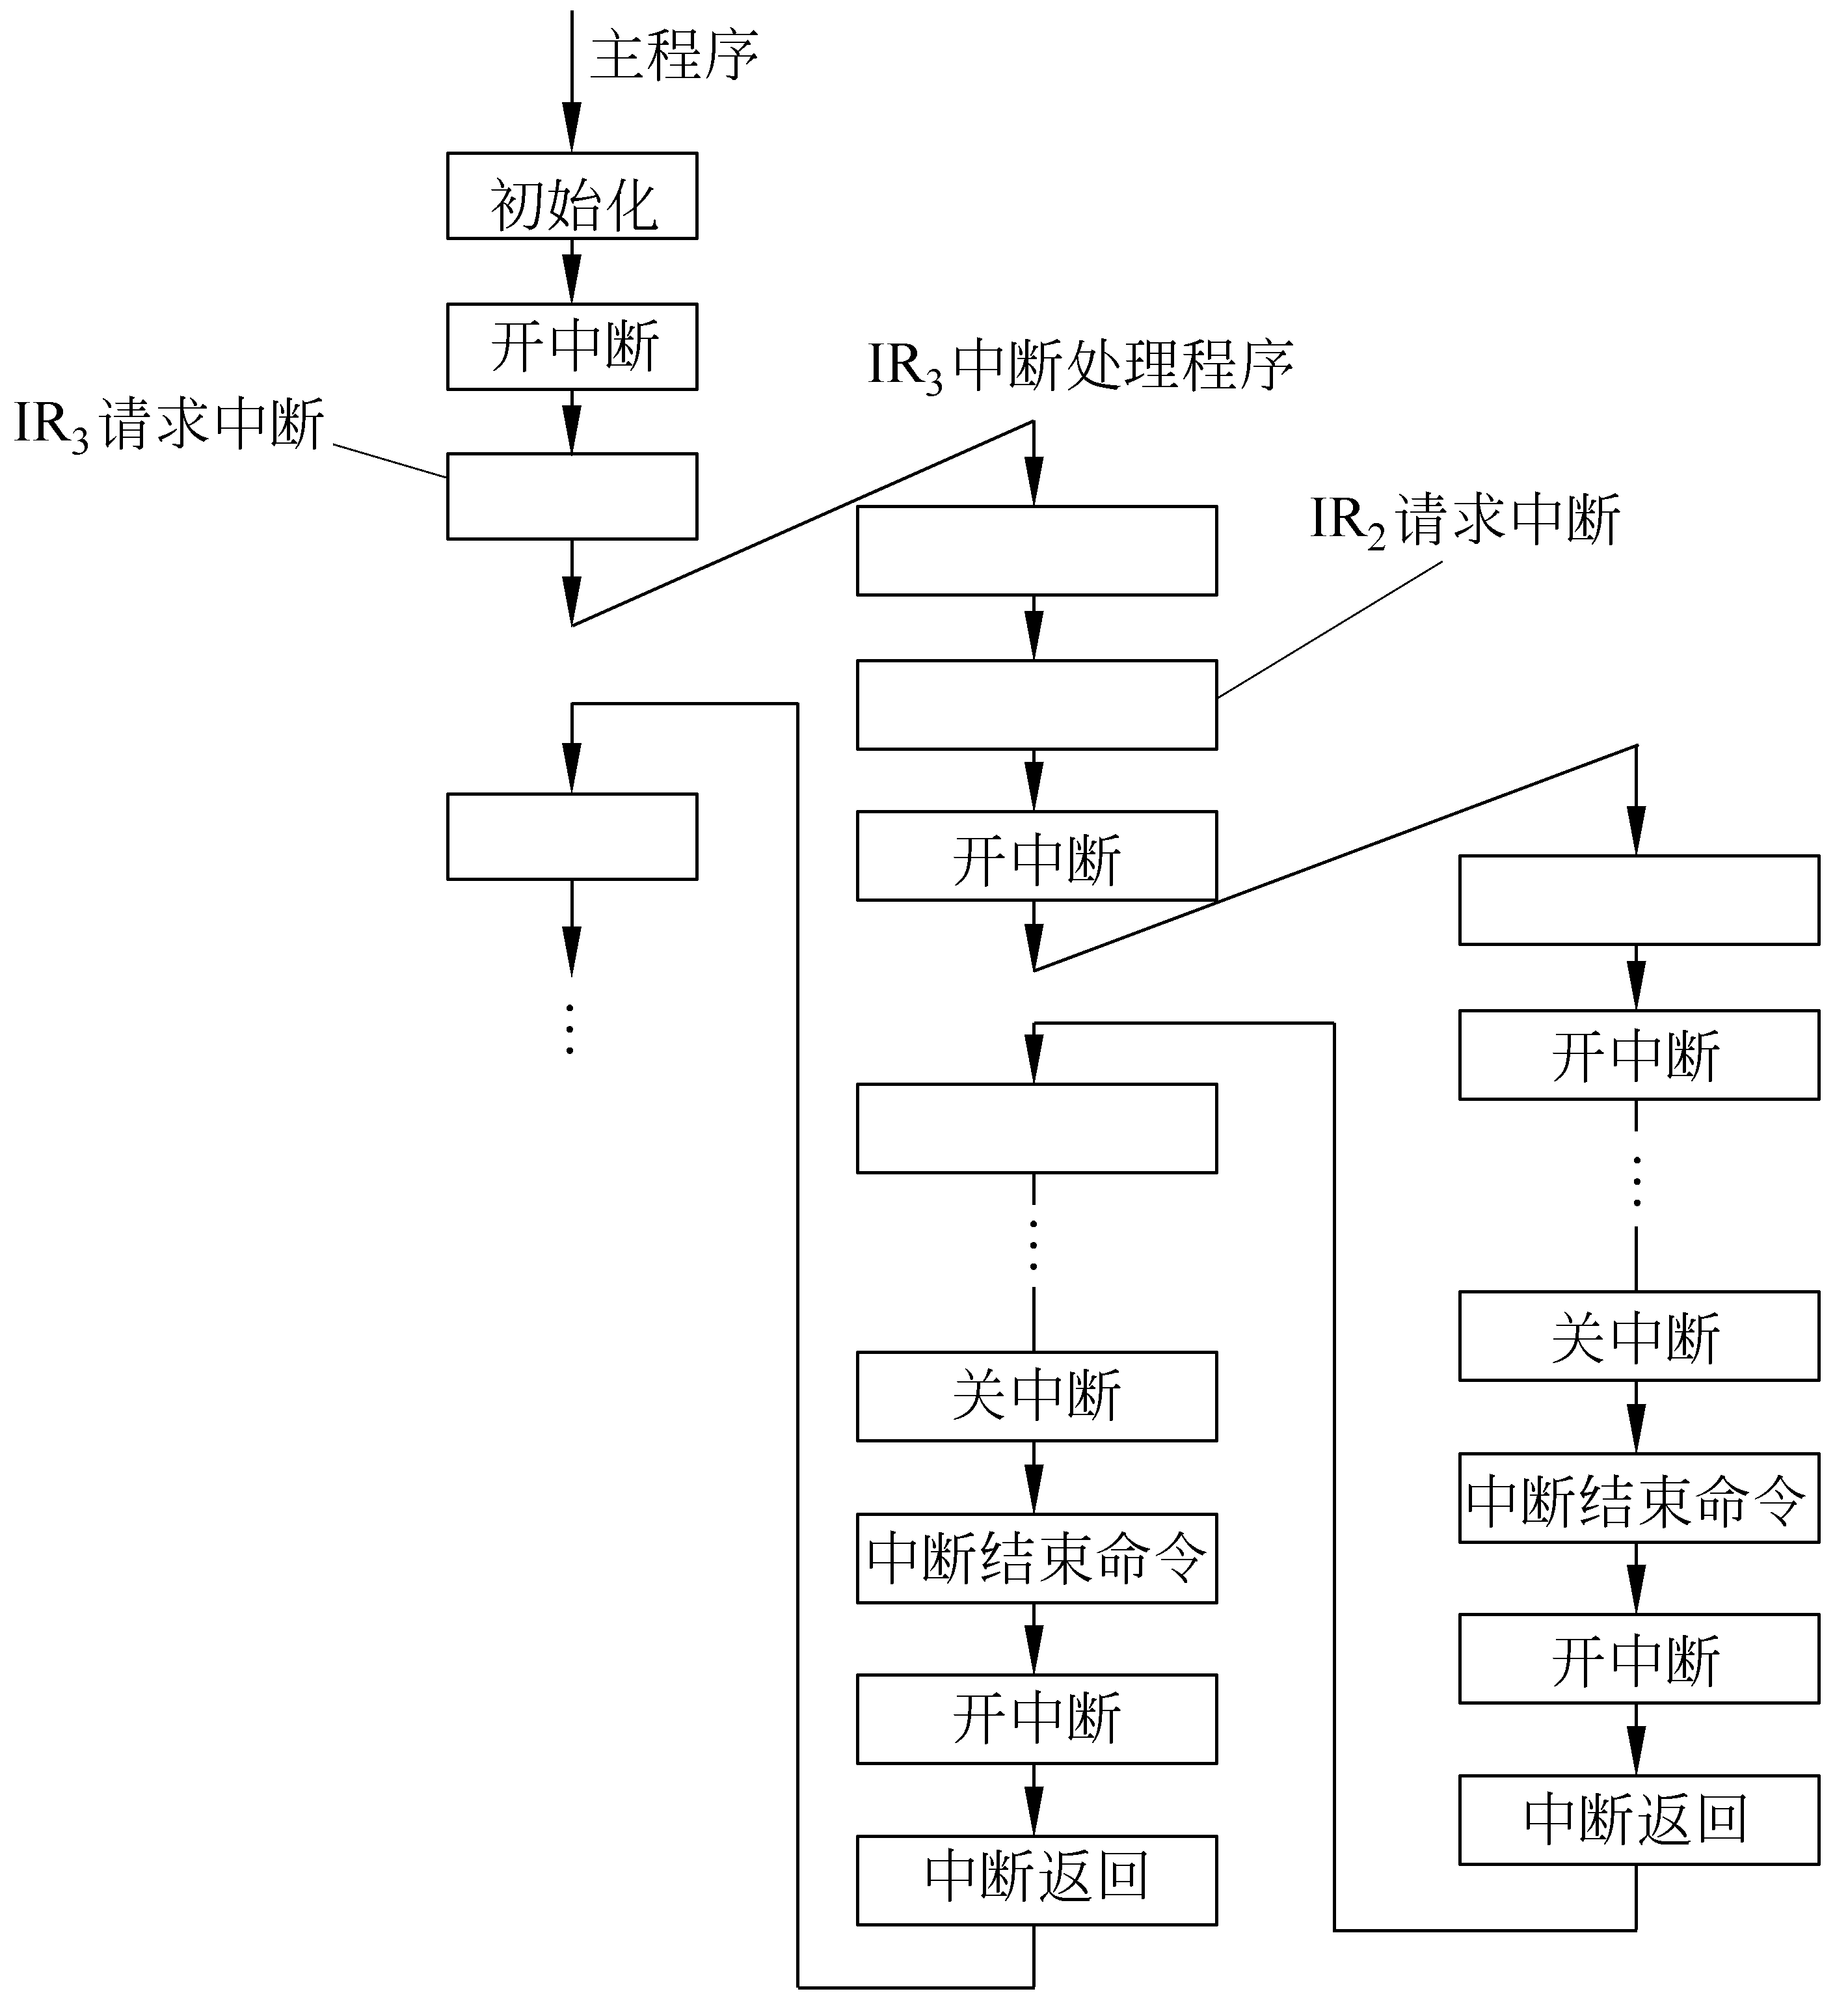 主程序
初始化
开中断
IR3请求中断
IR3中断处理程序
IR2请求中断
开中断
开中断
关中断
中断结束命令
开中断
中断返回
关中断
中断结束命令
开中断
中断返回